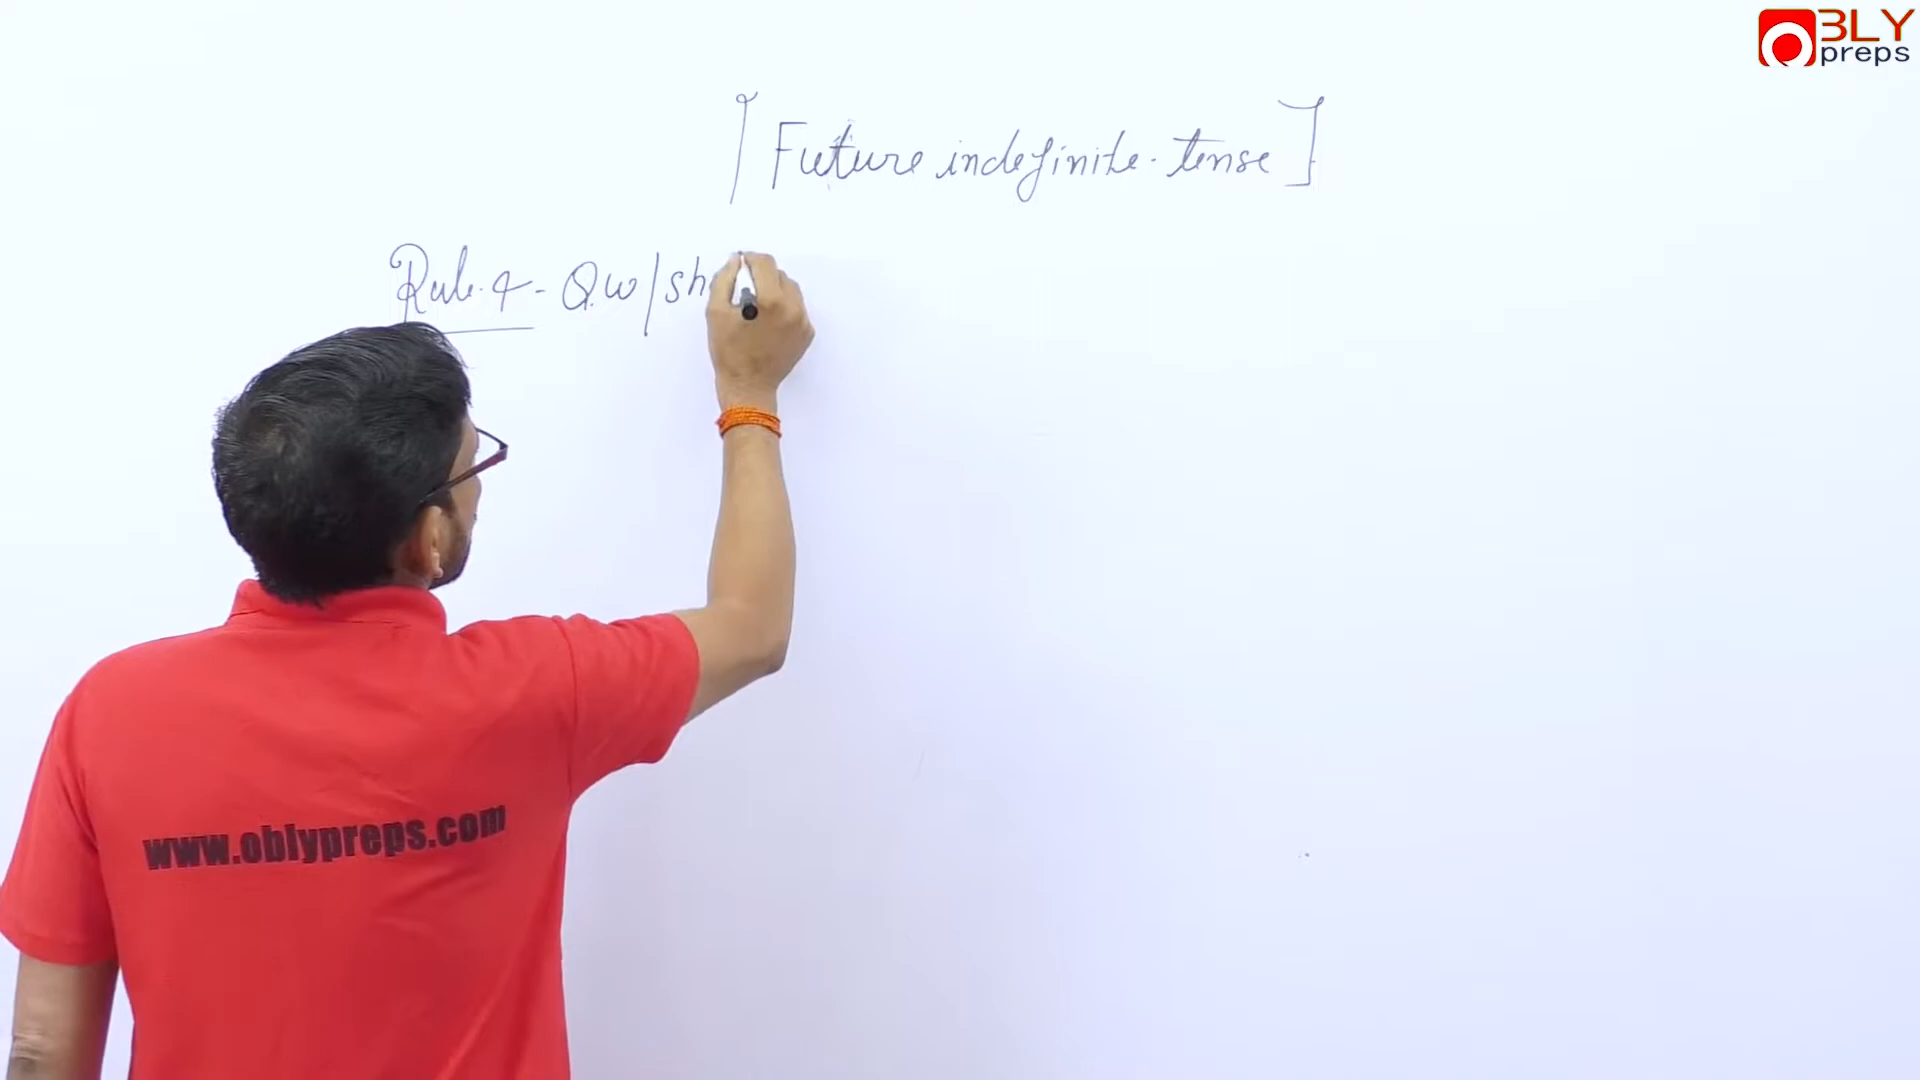 OBLY
preps
[Future indefinite tense]
Rule 4 - Q.w/sh
www.oblypreps.com